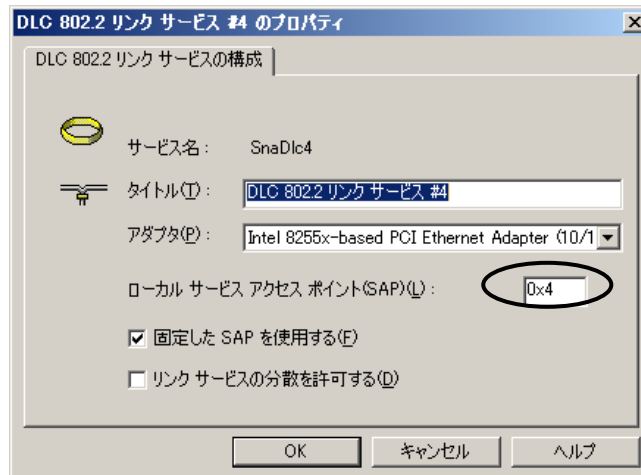 DLC 802.2 リンク サービス #4 のプロパティ
DLC 802.2 リンク サービスの構成
サービス名 : SnaDlc4
タイトル(T) : DLC 802.2 リンク サービス #4
アダプタ(P) : Intel 8255x-based PCI Ethernet Adapter (10/1
ローカル サービス アクセス ポイント(SAP)(L) : 0x4
固定した SAP を使用する(F)
リンク サービスの分散を許可する(D)
OK キャンセル ヘルプ